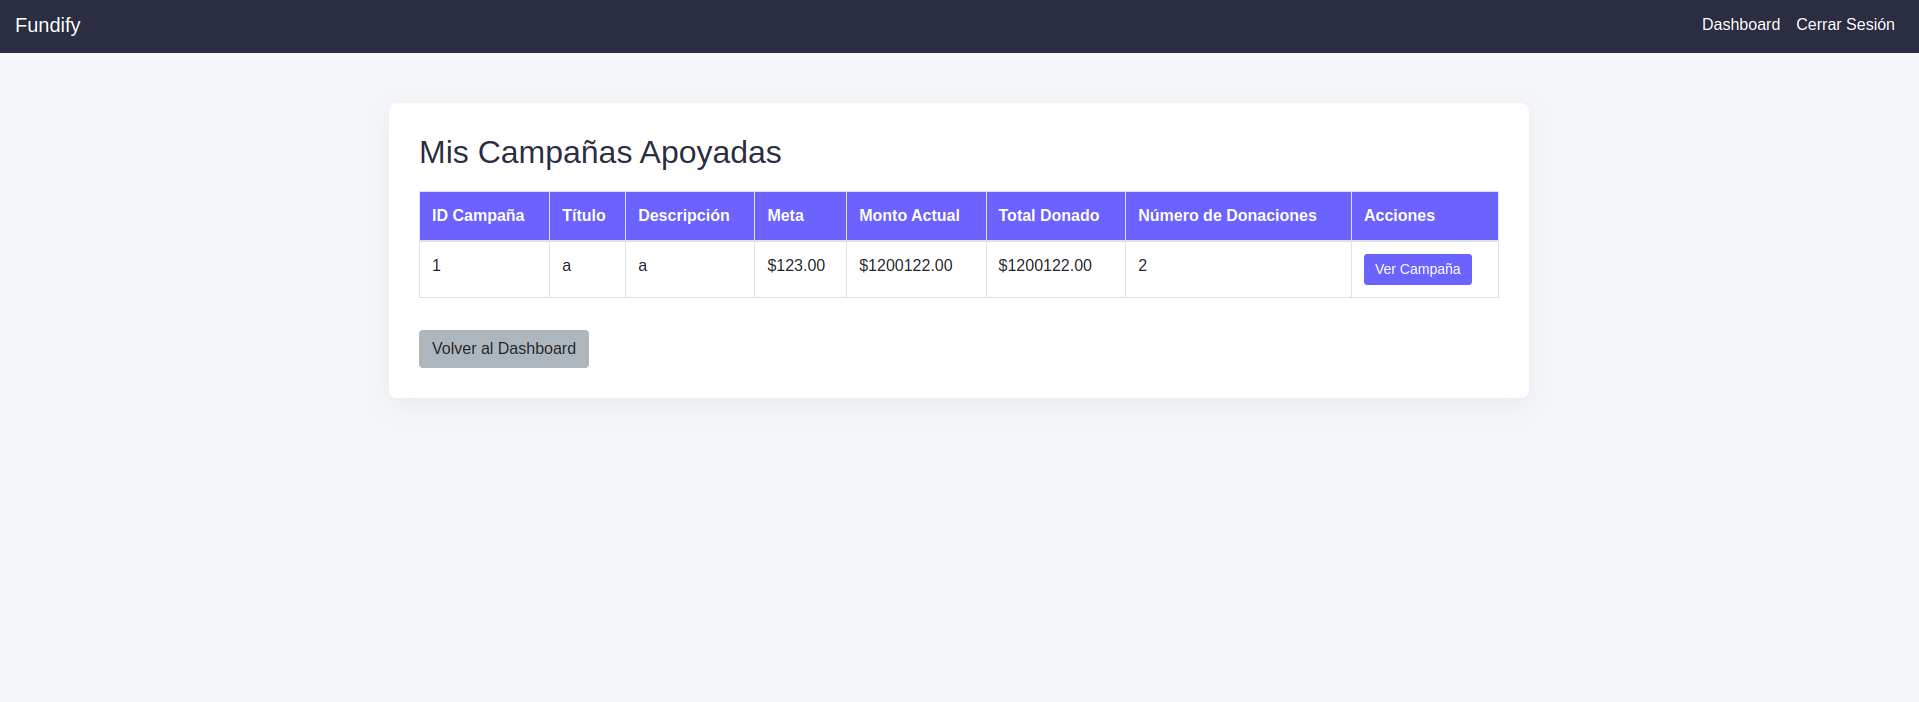 Fundify Dashboard Cerrar Sesión
Mis Campañas Apoyadas
ID Campaña Título Descripción Meta Monto Actual Total Donado Número de Donaciones Acciones
1 a a $123.00 $1200122.00 $1200122.00 2 Ver Campaña
Volver al Dashboard